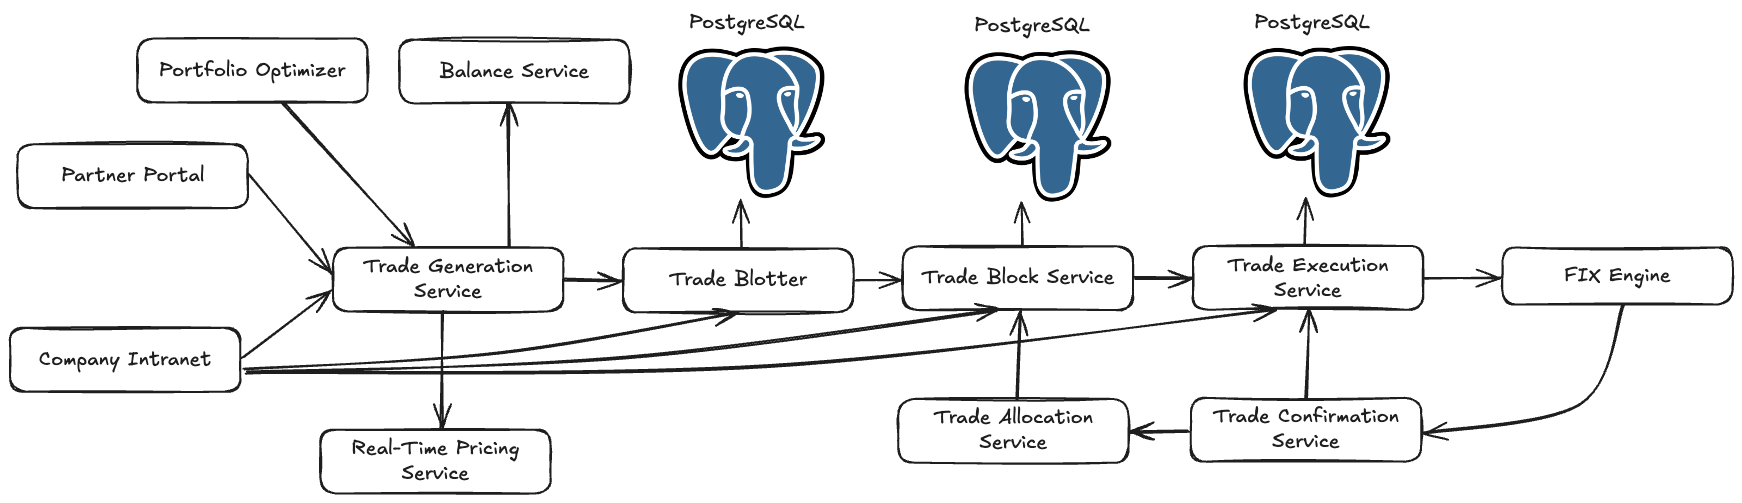 PostgreSQL
PostgreSQL
PostgreSQL
Portfolio Optimizer
Balance Service
Partner Portal
Trade Generation
Service
Trade Blotter
Trade Block Service
Trade Execution
Service
FIX Engine
Company Intranet
Real-Time Pricing
Service
Trade Allocation
Service
Trade Confirmation
Service